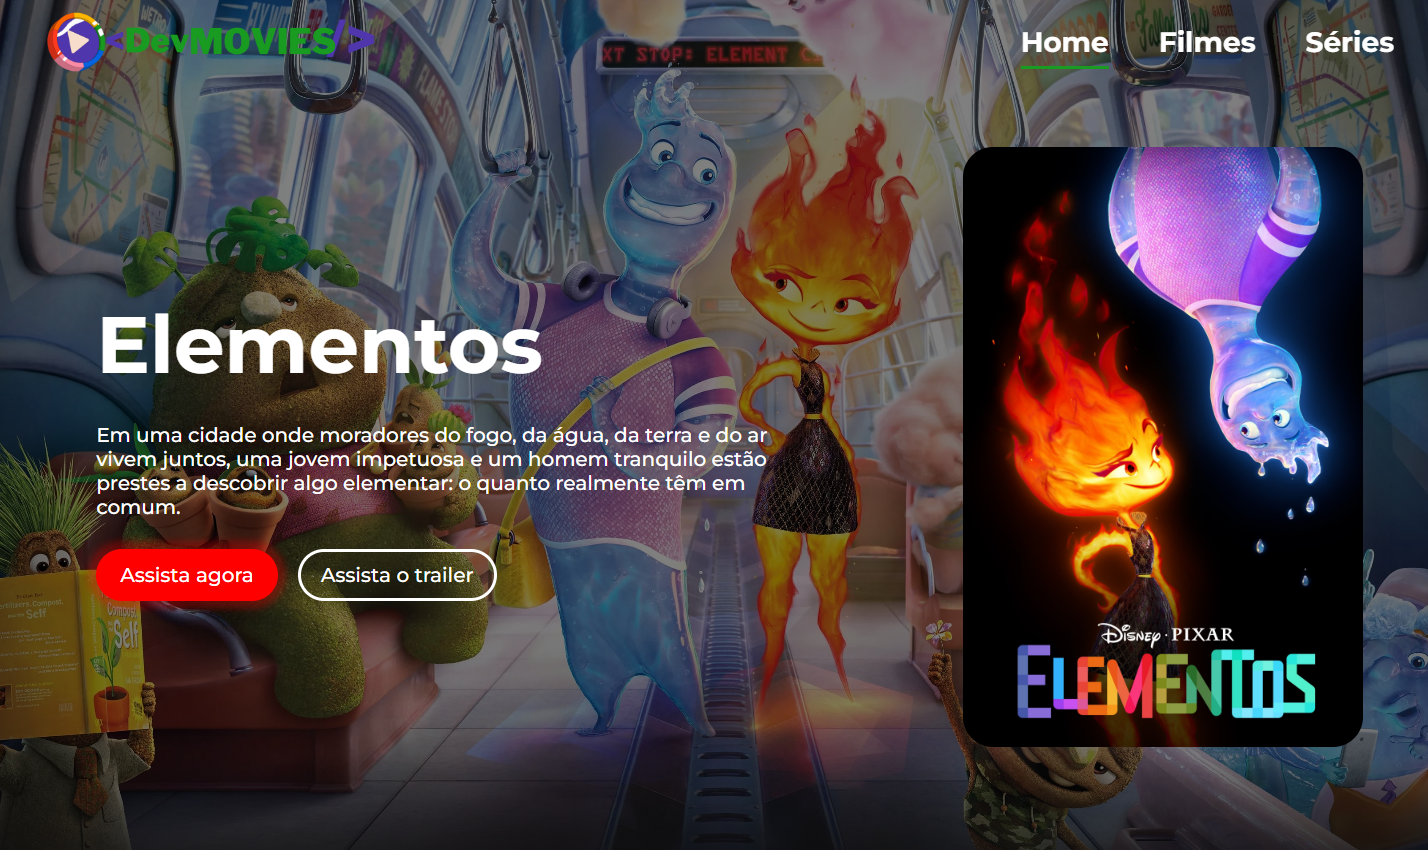 <DevMOVIES/>
Home
Filmes
Séries
XT STOP: ELEMENT C
Elementos
Em uma cidade onde moradores do fogo, da água, da terra e do ar
vivem juntos, uma jovem impetuosa e um homem tranquilo estão
prestes a descobrir algo elementar: o quanto realmente têm em
comum.
Assista agora
Assista o trailer
Compost
Self
Disney·PIXAR
ELEMENTOS